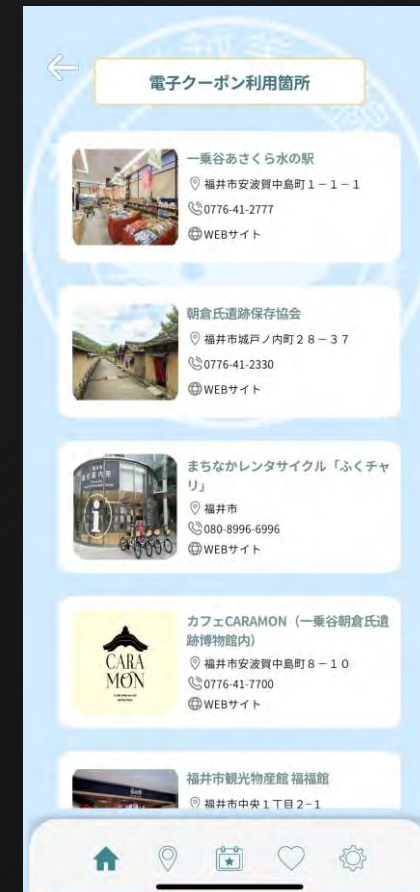 電子クーポン利用箇所
一乗谷あさくら水の駅
福井市安波賀中島町１－１－１
0776-41-2777
WEBサイト
朝倉氏遺跡保存協会
福井市城戸ノ内町２８－３７
0776-41-2330
WEBサイト
まちなかレンタサイクル「ふくチャ
リ」
福井市
080-8996-6996
WEBサイト
カフェCARAMON（一乗谷朝倉氏遺
跡博物館内）
福井市安波賀中島町８－１０
0776-41-7700
WEBサイト
CARA
MON
福井市観光物産館 福福館
福井市中央１丁目２−１